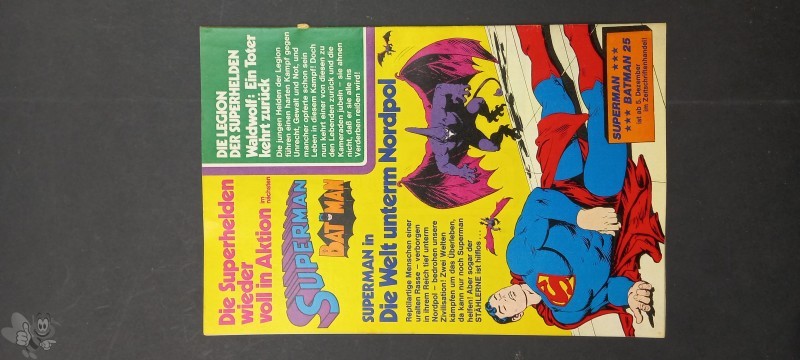 Die Superhelden
wieder
voll in Aktion im
nächsten
SUPERMAN
BATMAN
SUPERMAN in
Die Welt unterm Nordpol
Reptilartige Menschen einer
uralten Rasse – verborgen
in ihrem Reich tief unterm
Nordpol – bedrohen unsere
Zivilisation! Zwei Welten
kämpfen um das Überleben,
da kann nur noch Superman
helfen! Aber sogar der
STÄHLERNE ist hilflos ...
DIE LEGION
DER SUPERHELDEN
Waldwolf: Ein Toter
kehrt zurück
Die jungen Helden der Legion
führen einen harten Kampf gegen
Unrecht, Gewalt und Not, und
mancher opferte schon sein
Leben in diesem Kampf! Doch
nun kehrt einer von diesen zu
den Lebenden zurück und die
Kameraden jubeln – sie ahnen
nicht, daß er sie alle ins
Verderben reißen wird!
SUPERMAN ★★★
★★★ BATMAN 25
ist ab 5. Dezember
im Zeitschriftenhandel!